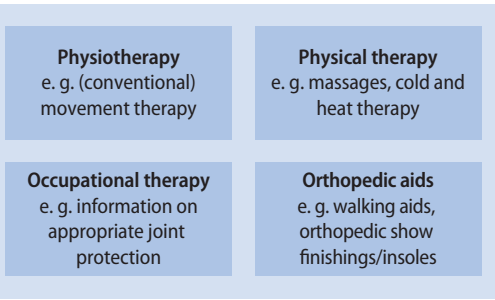 Physiotherapy
e. g. (conventional)
movement therapy
Physical therapy
e. g. massages, cold and
heat therapy
Occupational therapy
e. g. information on
appropriate joint
protection
Orthopedic aids
e. g. walking aids,
orthopedic show
finishings/insoles